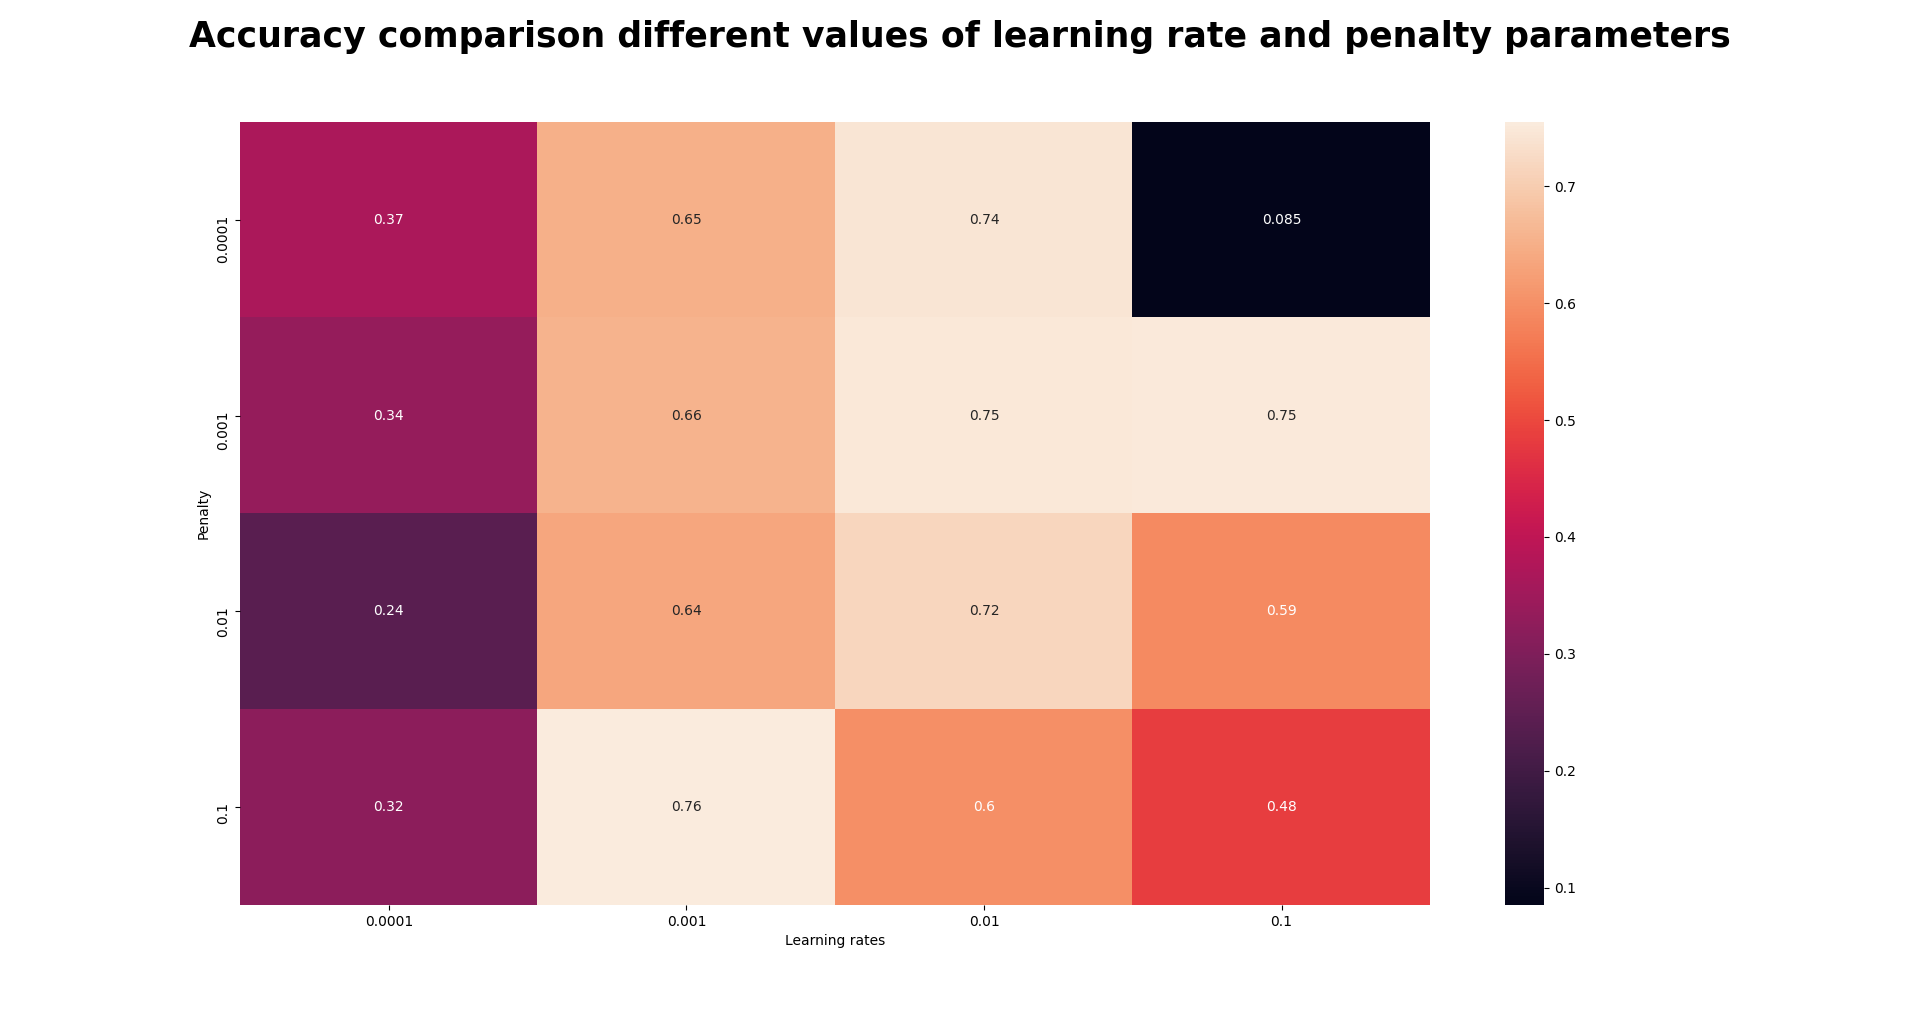 Accuracy comparison different values of learning rate and penalty parameters
0.37 0.65 0.74 0.085
0.34 0.66 0.75 0.75
0.24 0.64 0.72 0.59
0.32 0.76 0.6 0.48
0.0001
0.001
0.01
0.1
Penalty
0.0001 0.001 0.01 0.1
Learning rates
0.7
0.6
0.5
0.4
0.3
0.2
0.1